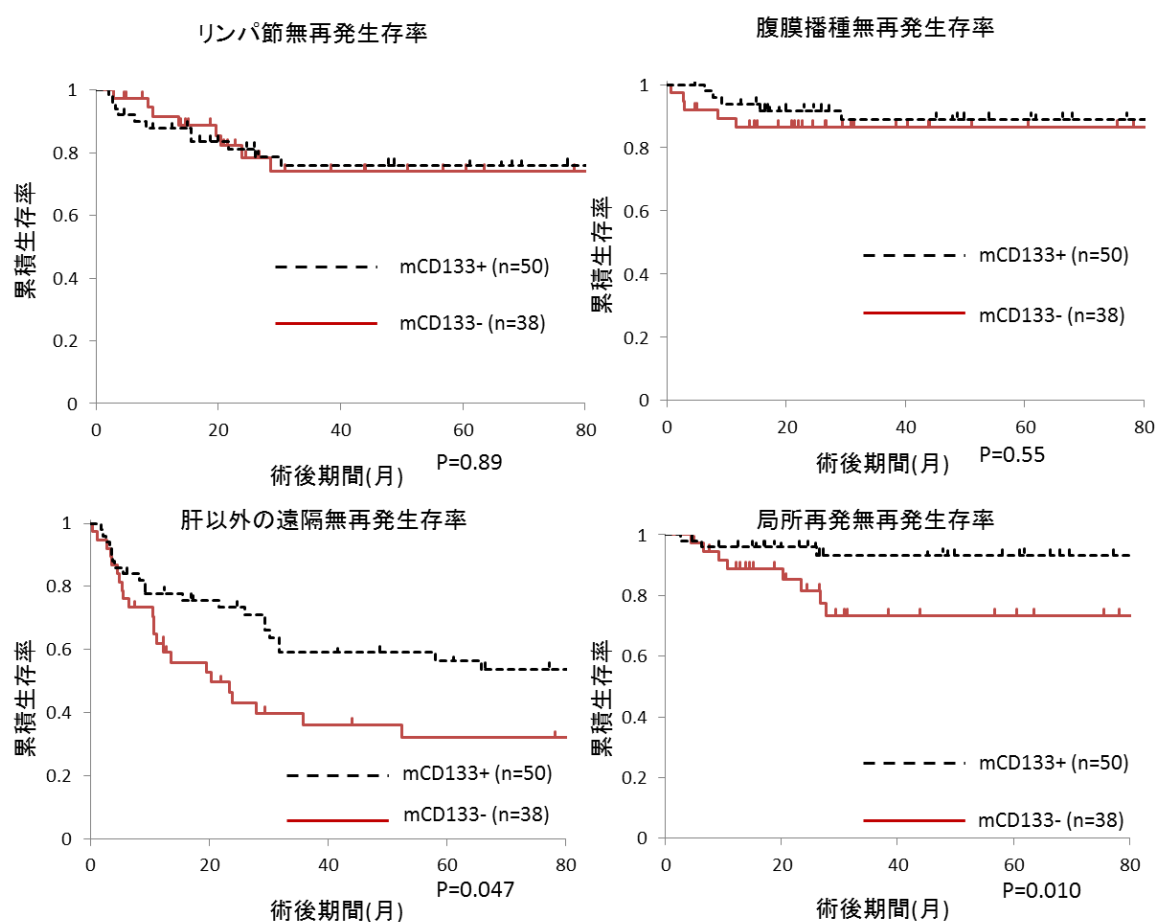 リンパ節無再発生存率
1
0.8
0.6
0.4
0.2
0
累積生存率
mCD133+ (n=50)
mCD133- (n=38)
0 20 40 60 80
術後期間(月)
P=0.89
腹膜播種無再発生存率
1
0.8
0.6
0.4
0.2
0
累積生存率
mCD133+ (n=50)
mCD133- (n=38)
0 20 40 60 80
術後期間(月)
P=0.55
肝以外の遠隔無再発生存率
1
0.8
0.6
0.4
0.2
0
累積生存率
mCD133+ (n=50)
mCD133- (n=38)
0 20 40 60 80
術後期間(月)
P=0.047
局所再発無再発生存率
1
0.8
0.6
0.4
0.2
0
累積生存率
mCD133+ (n=50)
mCD133- (n=38)
0 20 40 60 80
術後期間(月)
P=0.010